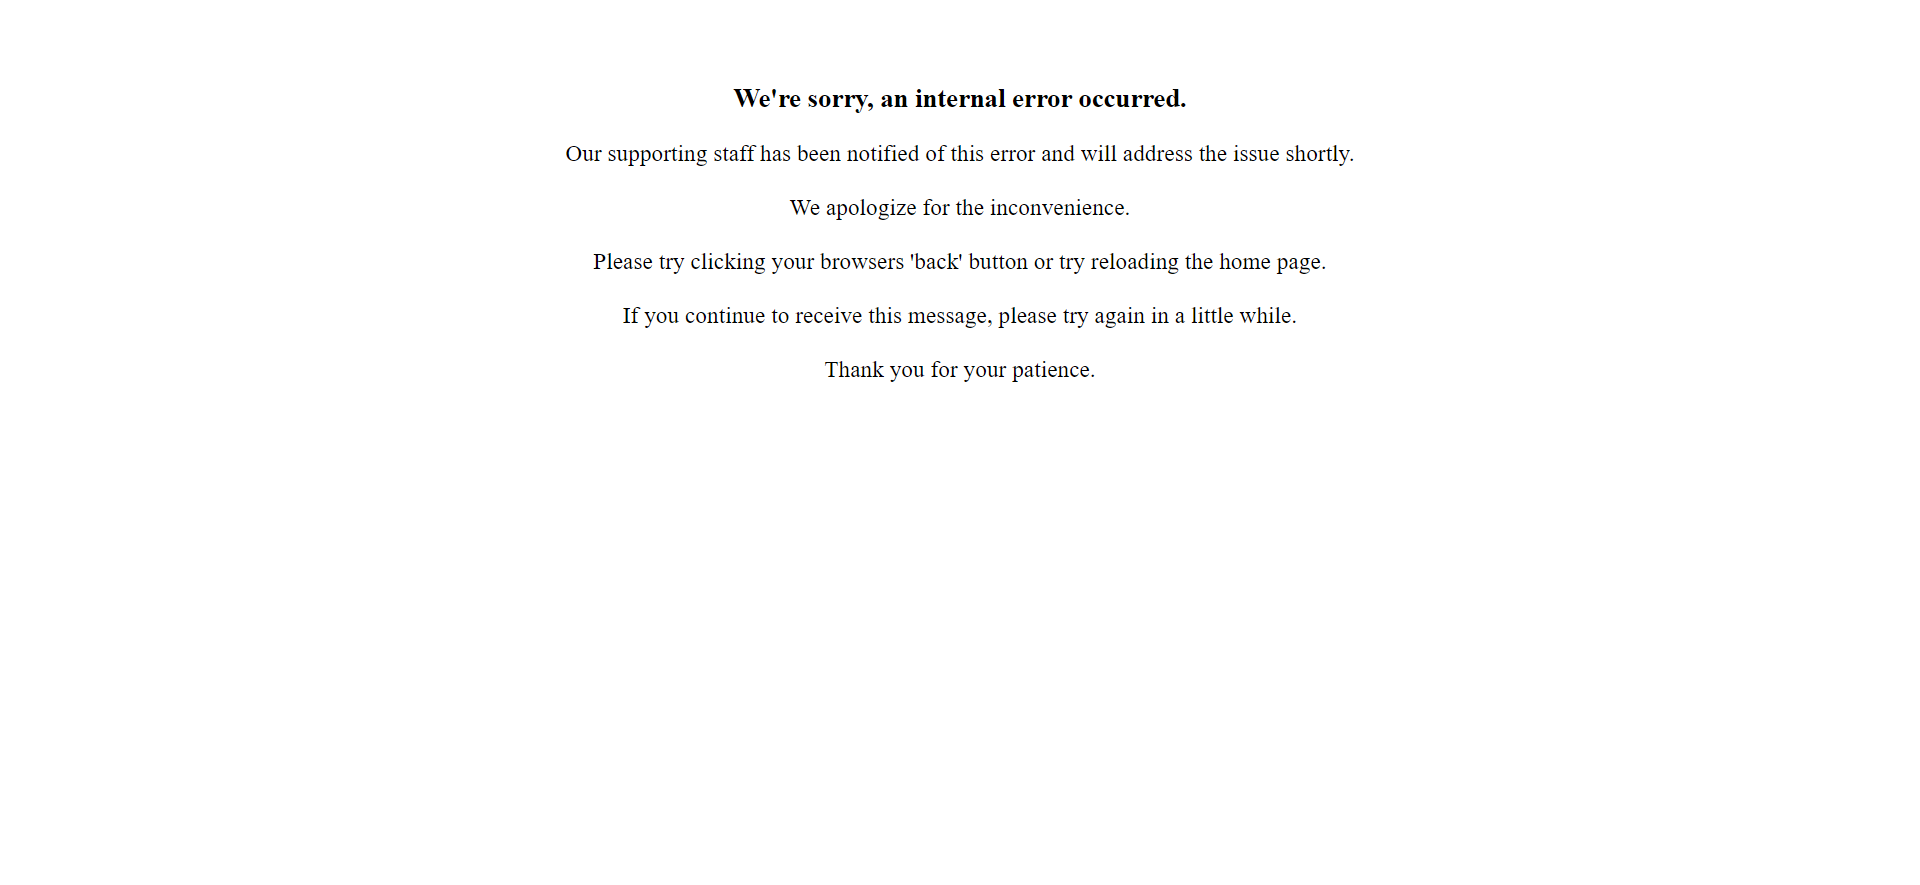 We're sorry, an internal error occurred.
Our supporting staff has been notified of this error and will address the issue shortly.
We apologize for the inconvenience.
Please try clicking your browsers 'back' button or try reloading the home page.
If you continue to receive this message, please try again in a little while.
Thank you for your patience.